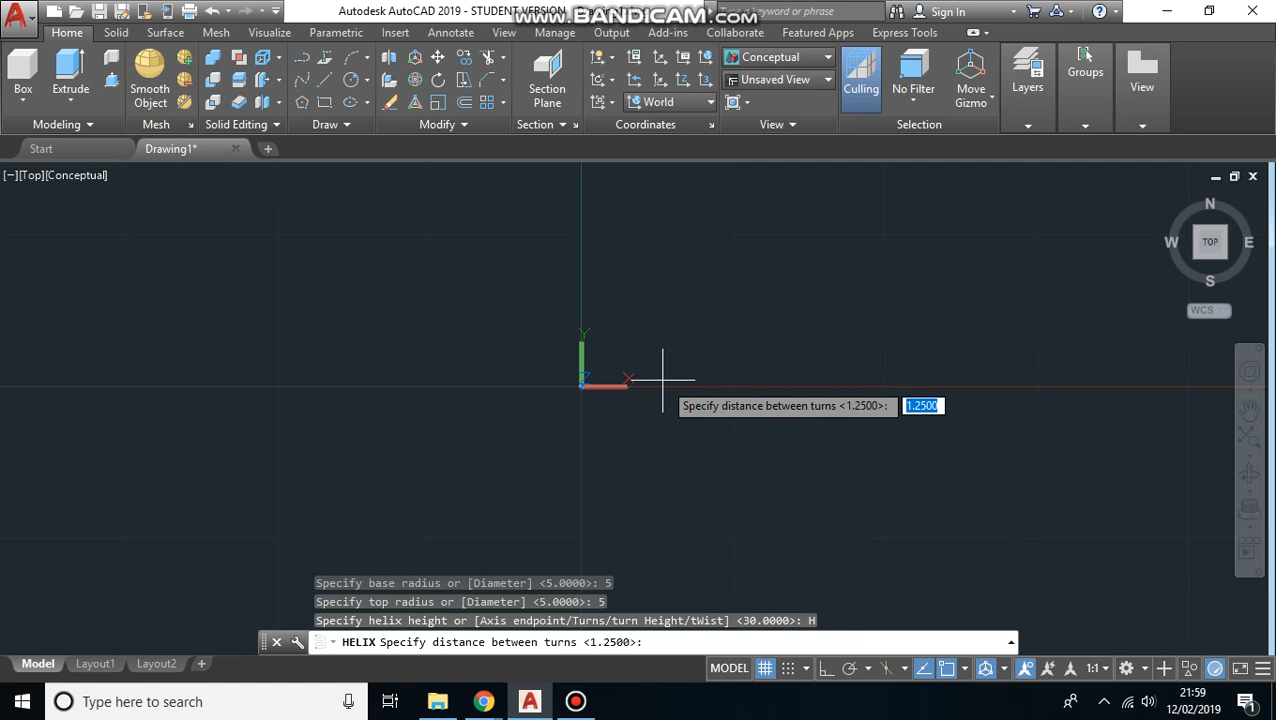 Autodesk AutoCAD 2019 - STUDENT VERSION
www.BANDICAM.com
Type a keyword or phrase
Sign In
Home Solid Surface Mesh Visualize Parametric Insert Annotate View Manage Output Add-ins Collaborate Featured Apps Express Tools
Box Extrude Smooth Object Section Plane Conceptual Unsaved View World Culling No Filter Move Gizmo Layers Groups View
Modeling Mesh Solid Editing Draw Modify Section Coordinates View Selection
Start Drawing1*
[−][Top][Conceptual]
N
W TOP E
S
WCS
Y
X
Specify distance between turns <1.2500>: 1.2500
Specify base radius or [Diameter] <5.0000>: 5
Specify top radius or [Diameter] <5.0000>: 5
Specify helix height or [Axis endpoint/Turns/turn Height/tWist] <30.0000>: H
HELIX Specify distance between turns <1.2500>:
Model Layout1 Layout2 MODEL 1:1
Type here to search
21:59
12/02/2019
1